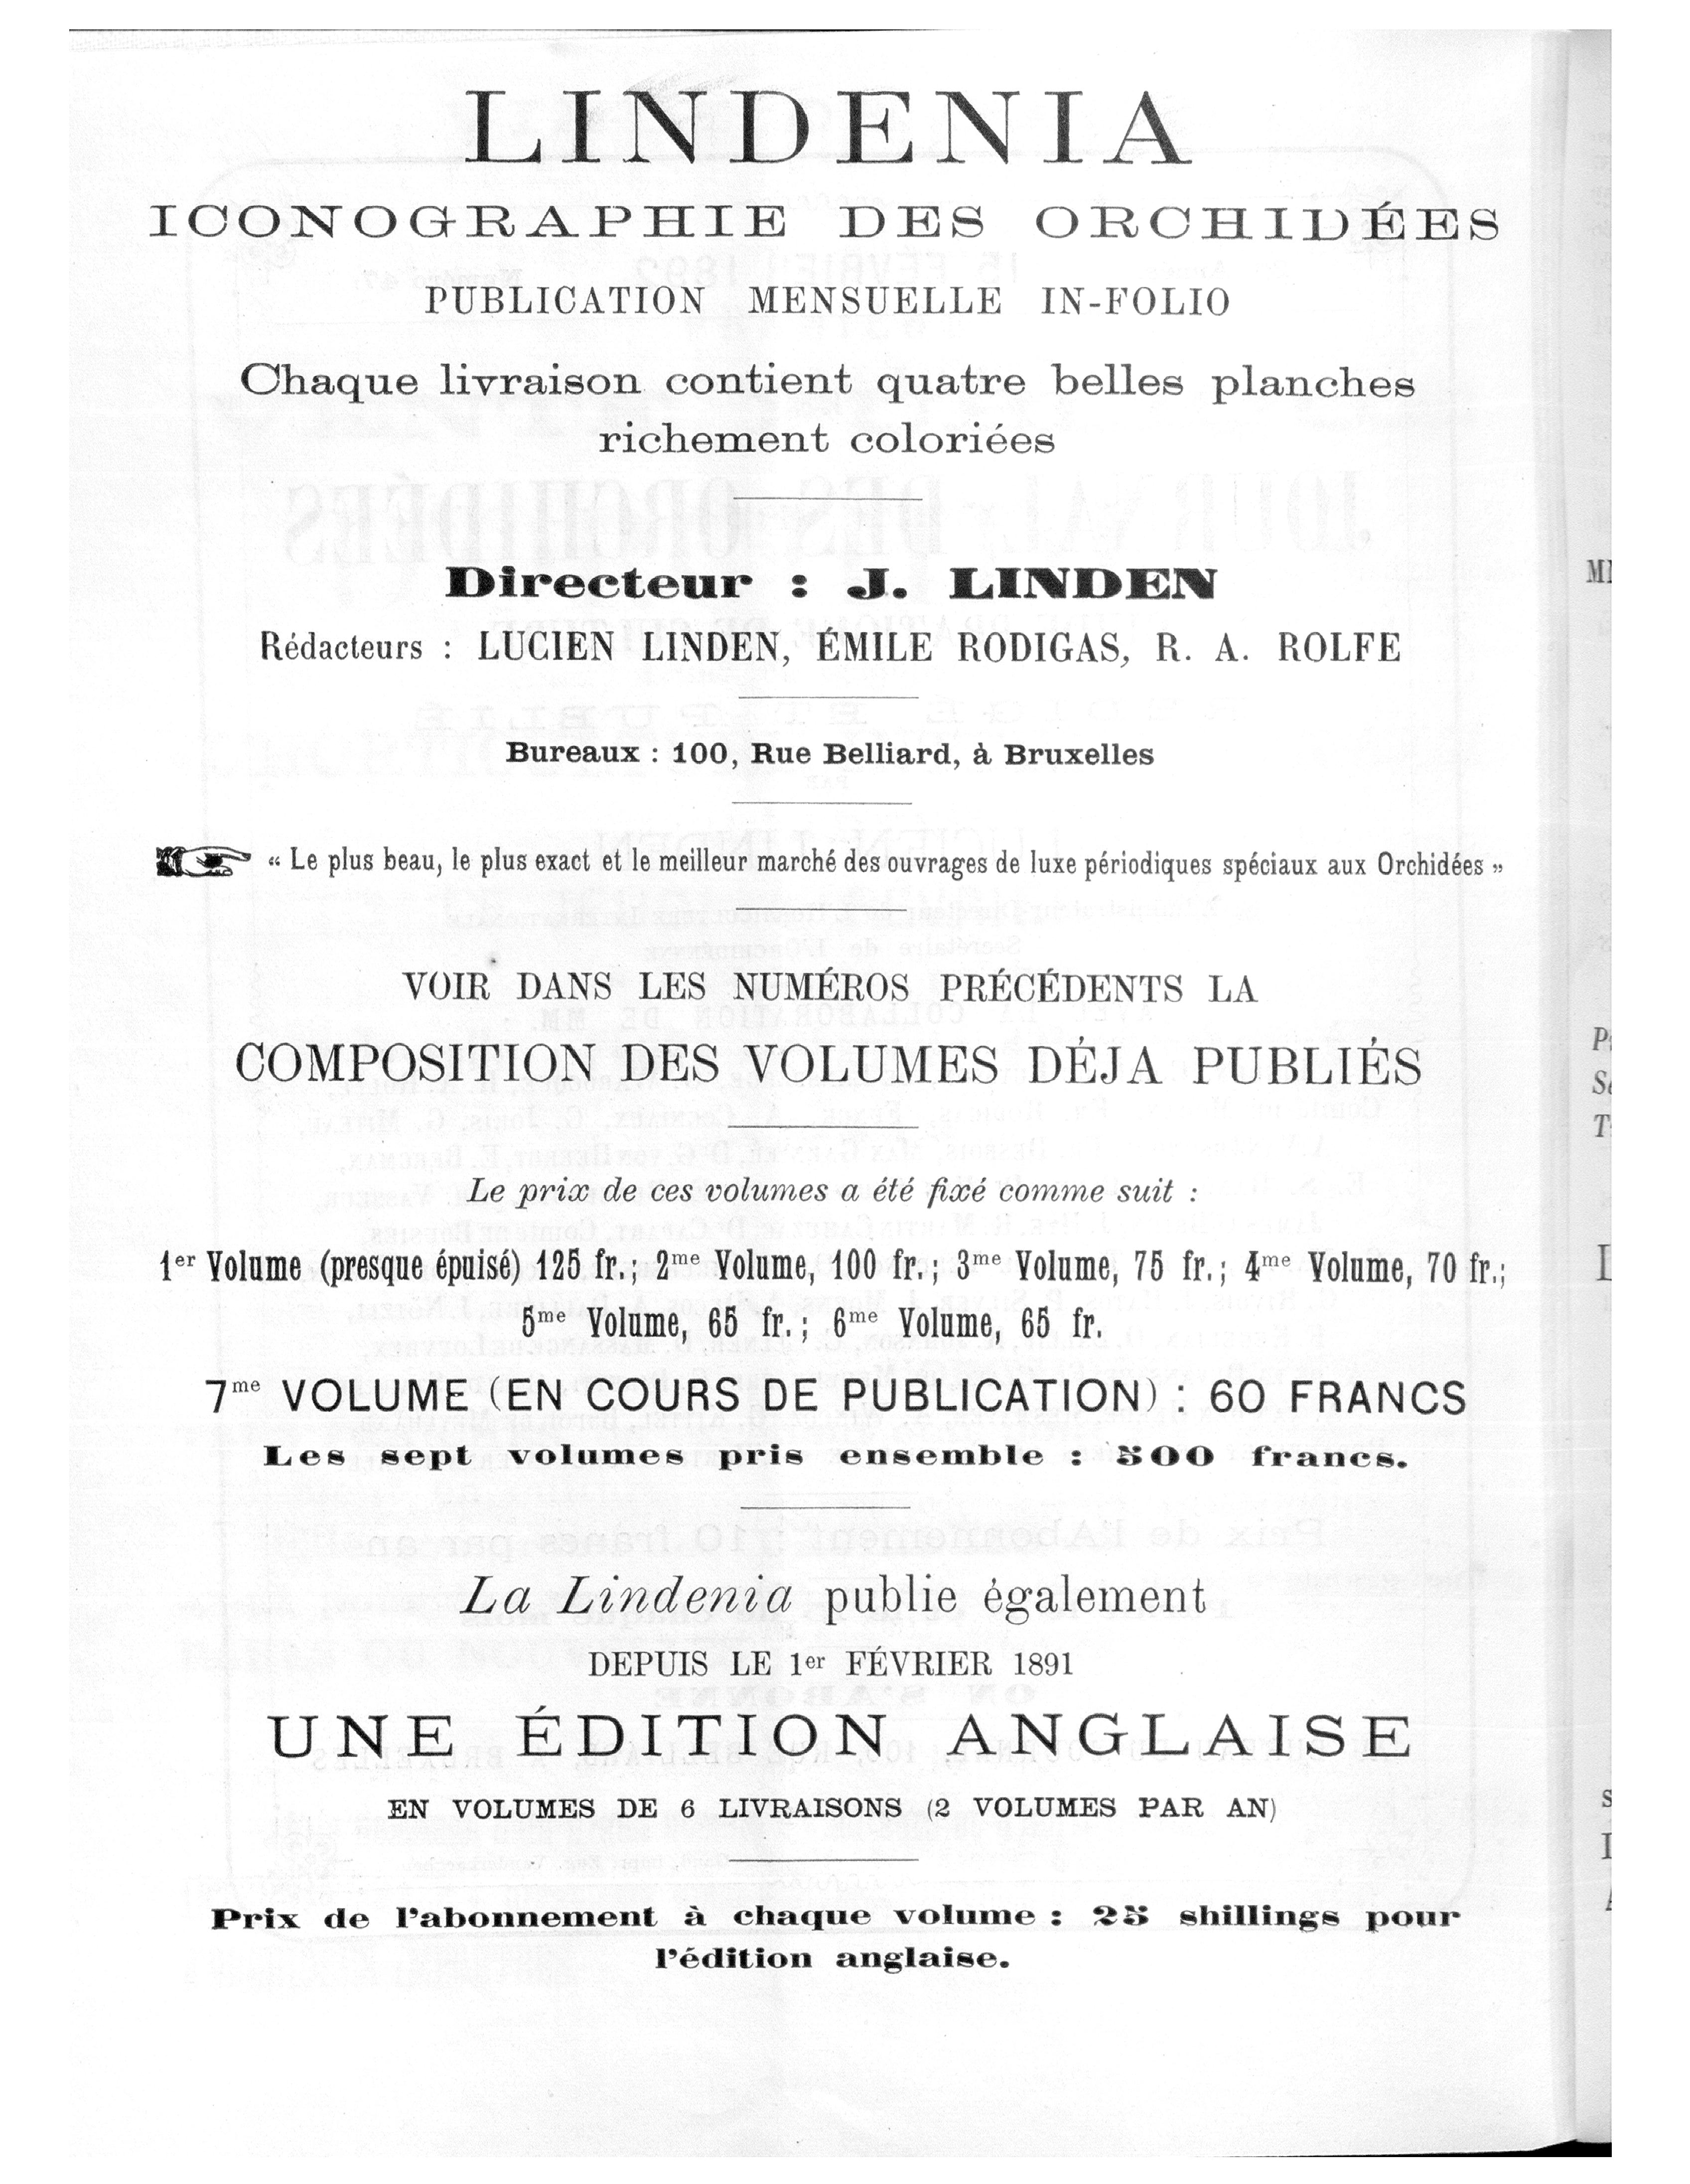 LINDENIA
ICONOGRAPHIE DES ORCHIDÉES
PUBLICATION MENSUELLE IN-FOLIO
Chaque livraison contient quatre belles planches
richement coloriées
Directeur : J. LINDEN
Rédacteurs : LUCIEN LINDEN, ÉMILE RODIGAS, R. A. ROLFE
Bureaux : 100, Rue Belliard, à Bruxelles
« Le plus beau, le plus exact et le meilleur marché des ouvrages de luxe périodiques spéciaux aux Orchidées »
VOIR DANS LES NUMÉROS PRÉCÉDENTS LA
COMPOSITION DES VOLUMES DÉJA PUBLIÉS
Le prix de ces volumes a été fixé comme suit :
1er Volume (presque épuisé) 125 fr.; 2me Volume, 100 fr.; 3me Volume, 75 fr.; 4me Volume, 70 fr.;
5me Volume, 65 fr.; 6me Volume, 65 fr.
7me VOLUME (EN COURS DE PUBLICATION) : 60 FRANCS
Les sept volumes pris ensemble : 500 francs.
La Lindenia publie également
DEPUIS LE 1er FÉVRIER 1891
UNE ÉDITION ANGLAISE
EN VOLUMES DE 6 LIVRAISONS (2 VOLUMES PAR AN)
Prix de l'abonnement à chaque volume : 25 shillings pour
l'édition anglaise.